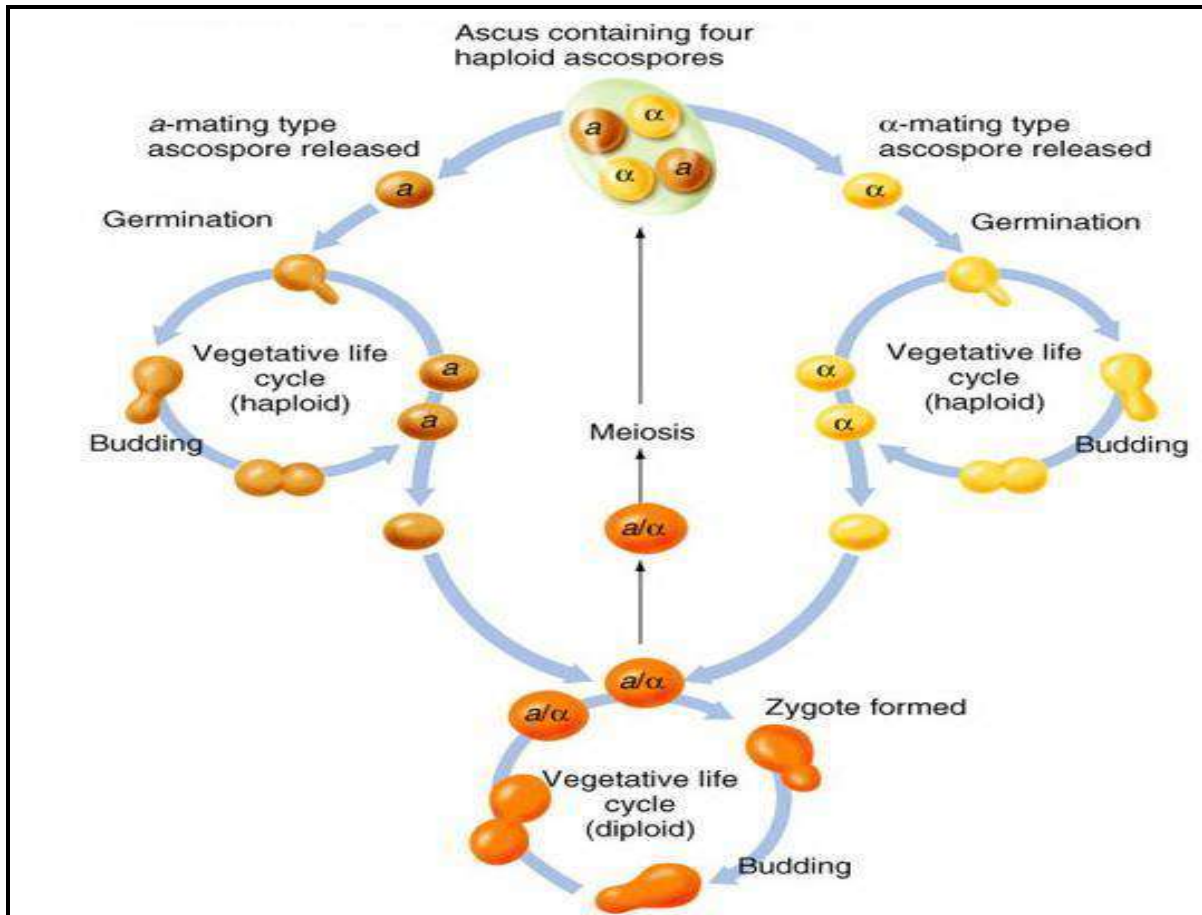 Ascus containing four
haploid ascospores
a-mating type
ascospore released
α-mating type
ascospore released
a
α
α
a
a
α
Germination
Germination
Vegetative life
cycle
(haploid)
a
a
Budding
Vegetative life
cycle
(haploid)
α
α
Budding
Meiosis
a/α
a/α
a/α
Zygote formed
Vegetative life
cycle
(diploid)
Budding